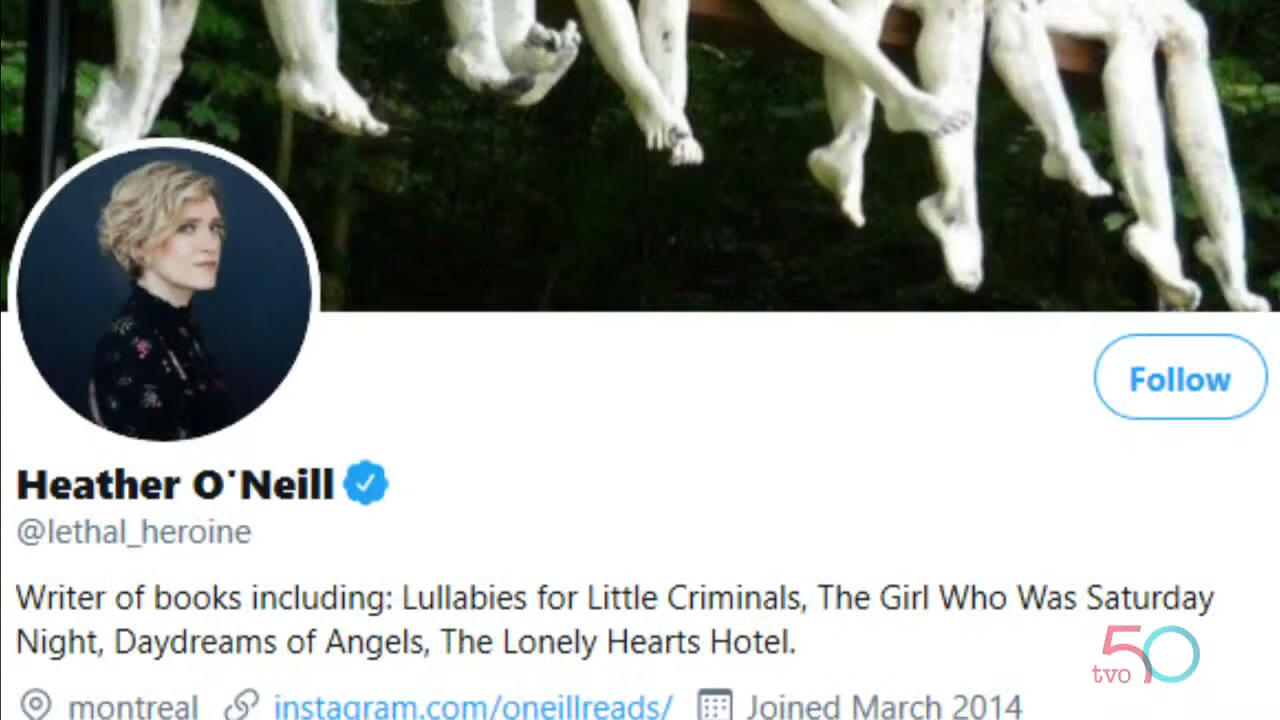 Follow
Heather O'Neill
@lethal_heroine
Writer of books including: Lullabies for Little Criminals, The Girl Who Was Saturday
Night, Daydreams of Angels, The Lonely Hearts Hotel.
tvo 50
montreal instagram.com/oneillreads/ Joined March 2014